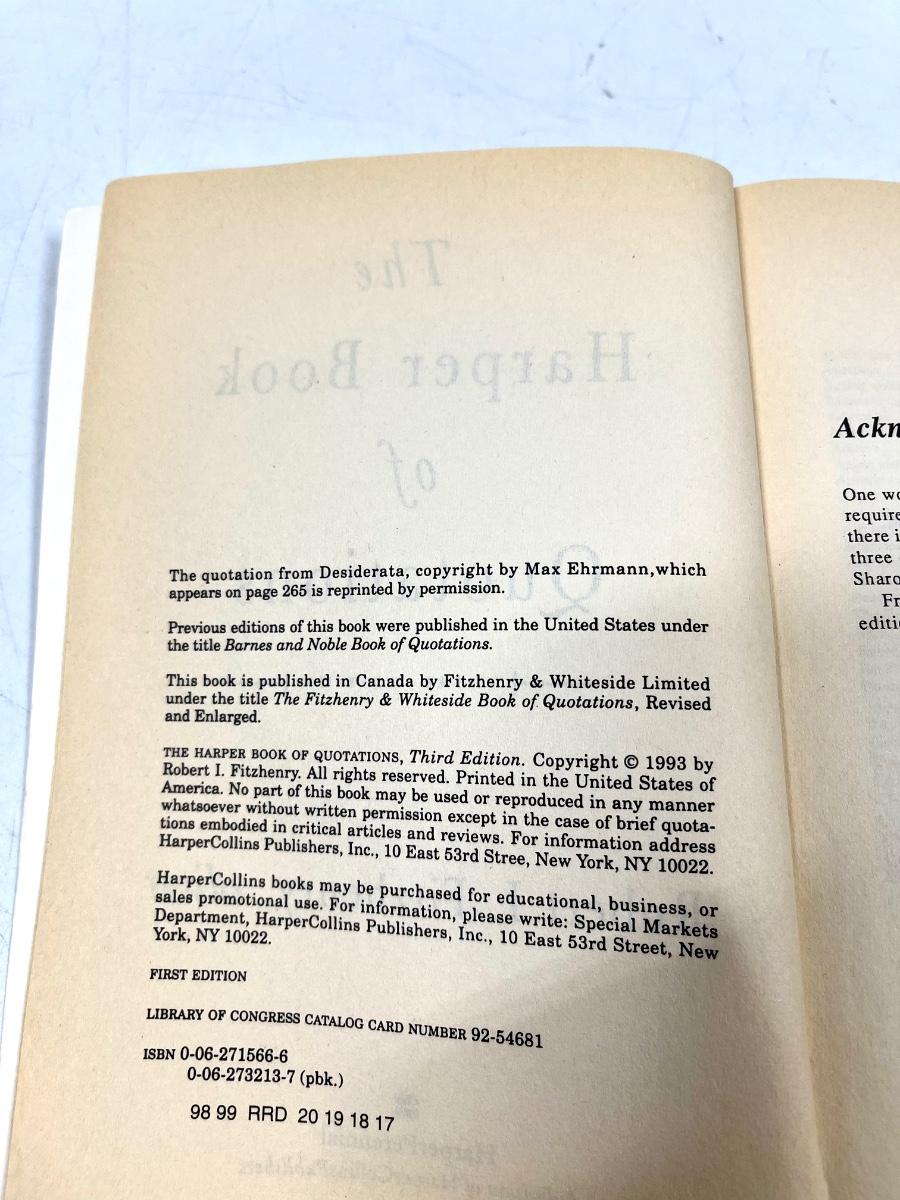 The
Harper Book
of
The quotation from Desiderata, copyright by Max Ehrmann,which
appears on page 265 is reprinted by permission.
Previous editions of this book were published in the United States under
the title Barnes and Noble Book of Quotations.
This book is published in Canada by Fitzhenry & Whiteside Limited
under the title The Fitzhenry & Whiteside Book of Quotations, Revised
and Enlarged.
THE HARPER BOOK OF QUOTATIONS, Third Edition. Copyright © 1993 by
Robert I. Fitzhenry. All rights reserved. Printed in the United States of
America. No part of this book may be used or reproduced in any manner
whatsoever without written permission except in the case of brief quota-
tions embodied in critical articles and reviews. For information address
HarperCollins Publishers, Inc., 10 East 53rd Stree, New York, NY 10022.
HarperCollins books may be purchased for educational, business, or
sales promotional use. For information, please write: Special Markets
Department, HarperCollins Publishers, Inc., 10 East 53rd Street, New
York, NY 10022.
FIRST EDITION
LIBRARY OF CONGRESS CATALOG CARD NUMBER 92-54681
ISBN 0-06-271566-6
0-06-273213-7 (pbk.)
98 99 RRD 20 19 18 17
HarperPerennial
Ackn
One wo
require
there i
three
Sharo
Fr
editi